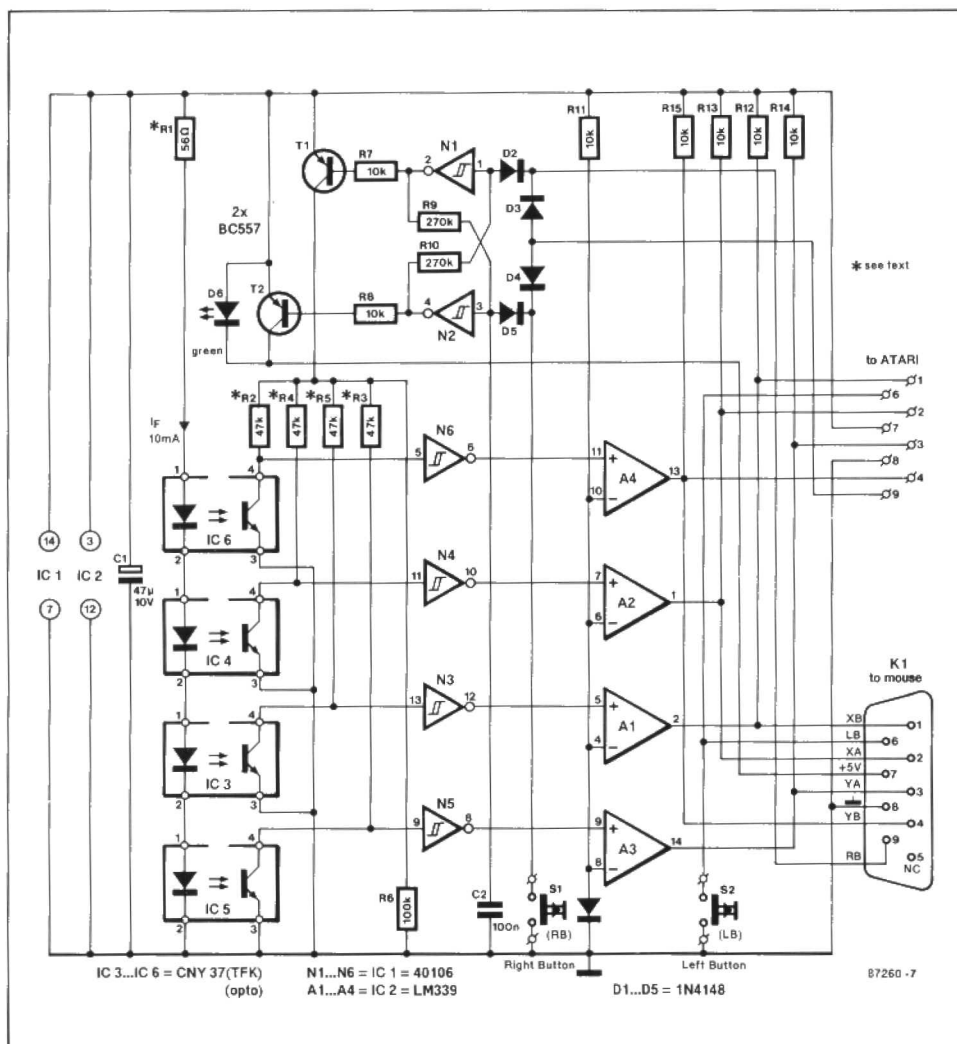 R11
R15
R13
R12
R14
10k
10k
10k
10k
10k
*R1
56Ω
T1
R7
10k
2
N1
1
D2
R9
270k
D3
R10
270k
D4
2x
BC557
D6
T2
R8
10k
4
N2
3
D5
green
* see text
to ATARI
1
6
2
7
3
8
4
9
*R2
*R4
*R5
*R3
47k
47k
47k
47k
IF
10mA
1
4
2
3
IC 6
5
N6
6
11
+
10
−
A4
13
14
3
IC 1
IC 2
7
12
C1
47µ
10V
1
4
2
3
IC 4
11
N4
10
7
+
6
−
A2
1
1
4
2
3
IC 3
13
N3
12
5
+
4
−
A1
2
1
4
2
3
IC 5
9
N5
8
9
+
8
−
A3
14
K1
to mouse
XB
1
LB
6
XA
2
+5V
7
YA
3
8
YB
4
9
RB
5
NC
R6
100k
C2
100n
S1
(RB)
S2
(LB)
Right Button
Left Button
IC 3...IC 6 = CNY 37(TFK)
(opto)
N1...N6 = IC 1 = 40106
A1...A4 = IC 2 = LM339
D1...D5 = 1N4148
87260 -7